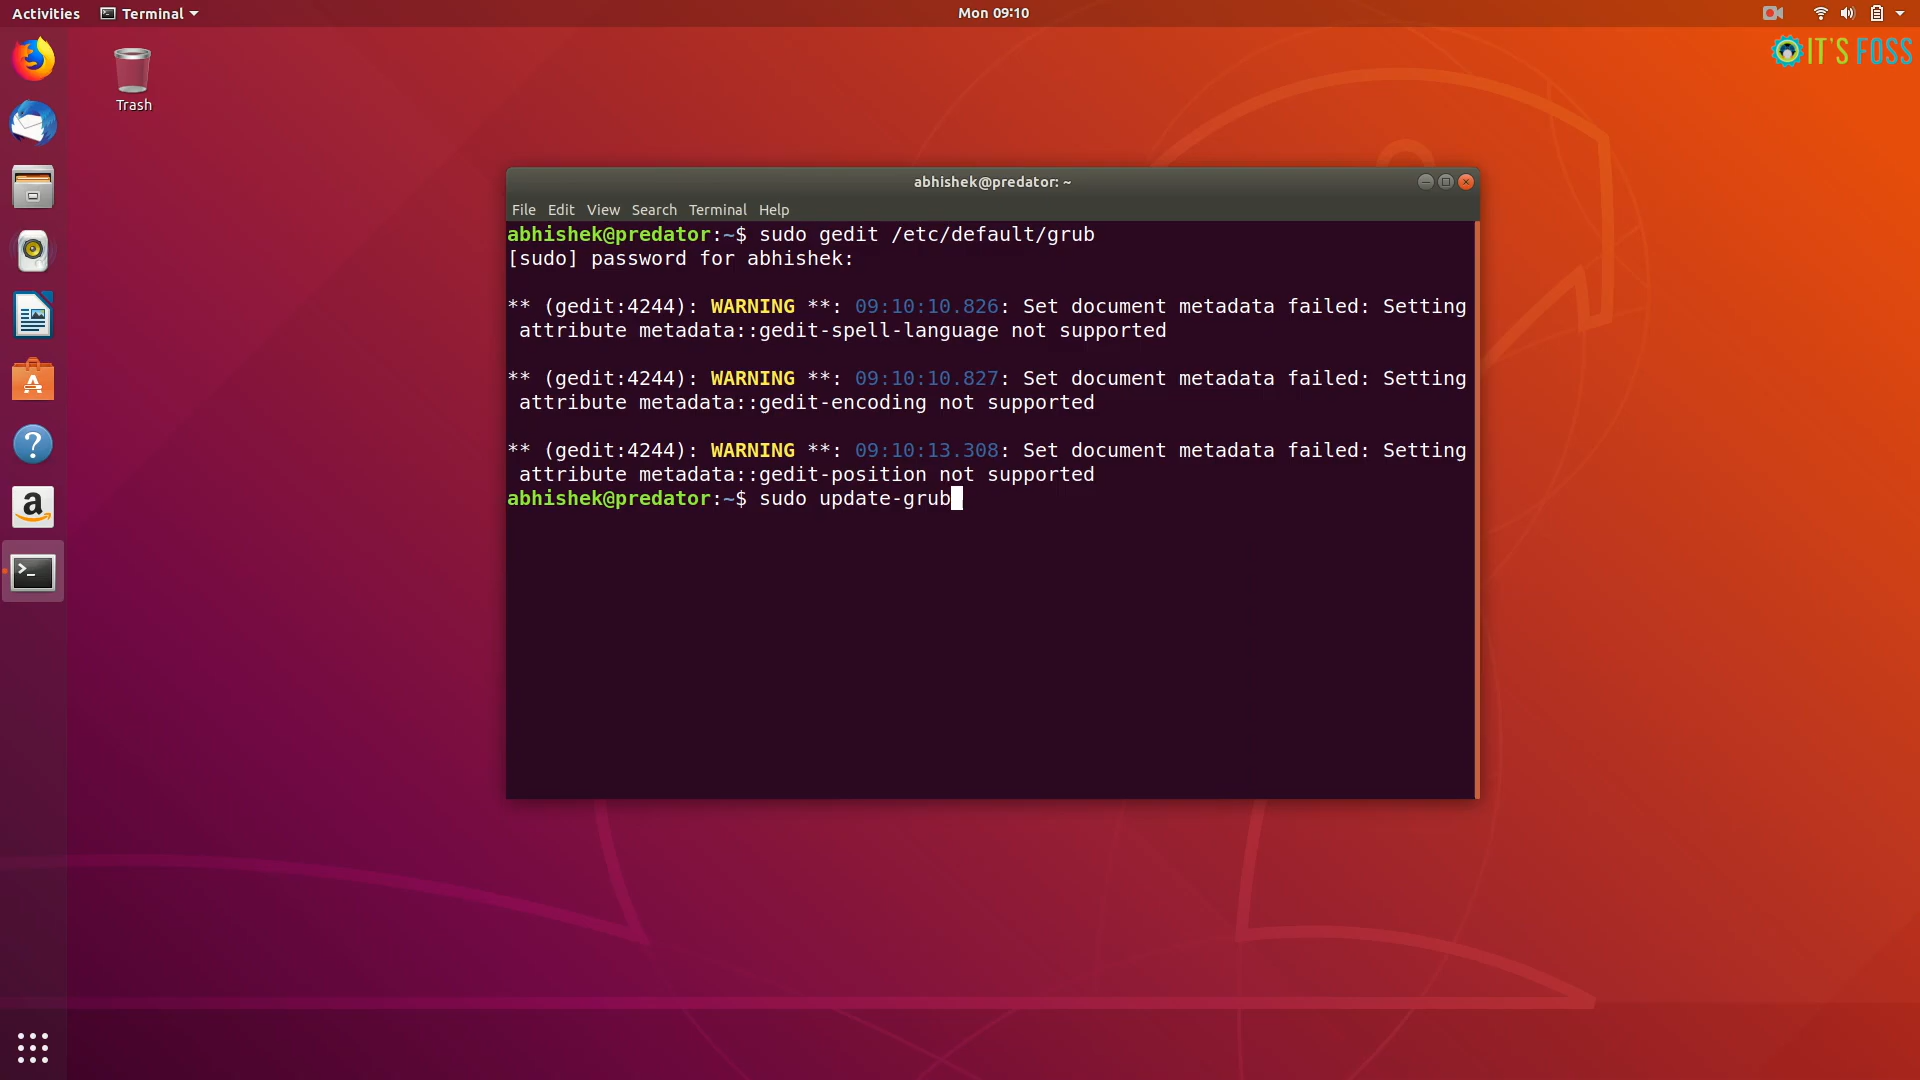 Activities Terminal Mon 09:10
IT'S FOSS
Trash
abhishek@predator: ~
File Edit View Search Terminal Help
abhishek@predator:~$ sudo gedit /etc/default/grub
[sudo] password for abhishek:
** (gedit:4244): WARNING **: 09:10:10.826: Set document metadata failed: Setting
 attribute metadata::gedit-spell-language not supported
** (gedit:4244): WARNING **: 09:10:10.827: Set document metadata failed: Setting
 attribute metadata::gedit-encoding not supported
** (gedit:4244): WARNING **: 09:10:13.308: Set document metadata failed: Setting
 attribute metadata::gedit-position not supported
abhishek@predator:~$ sudo update-grub